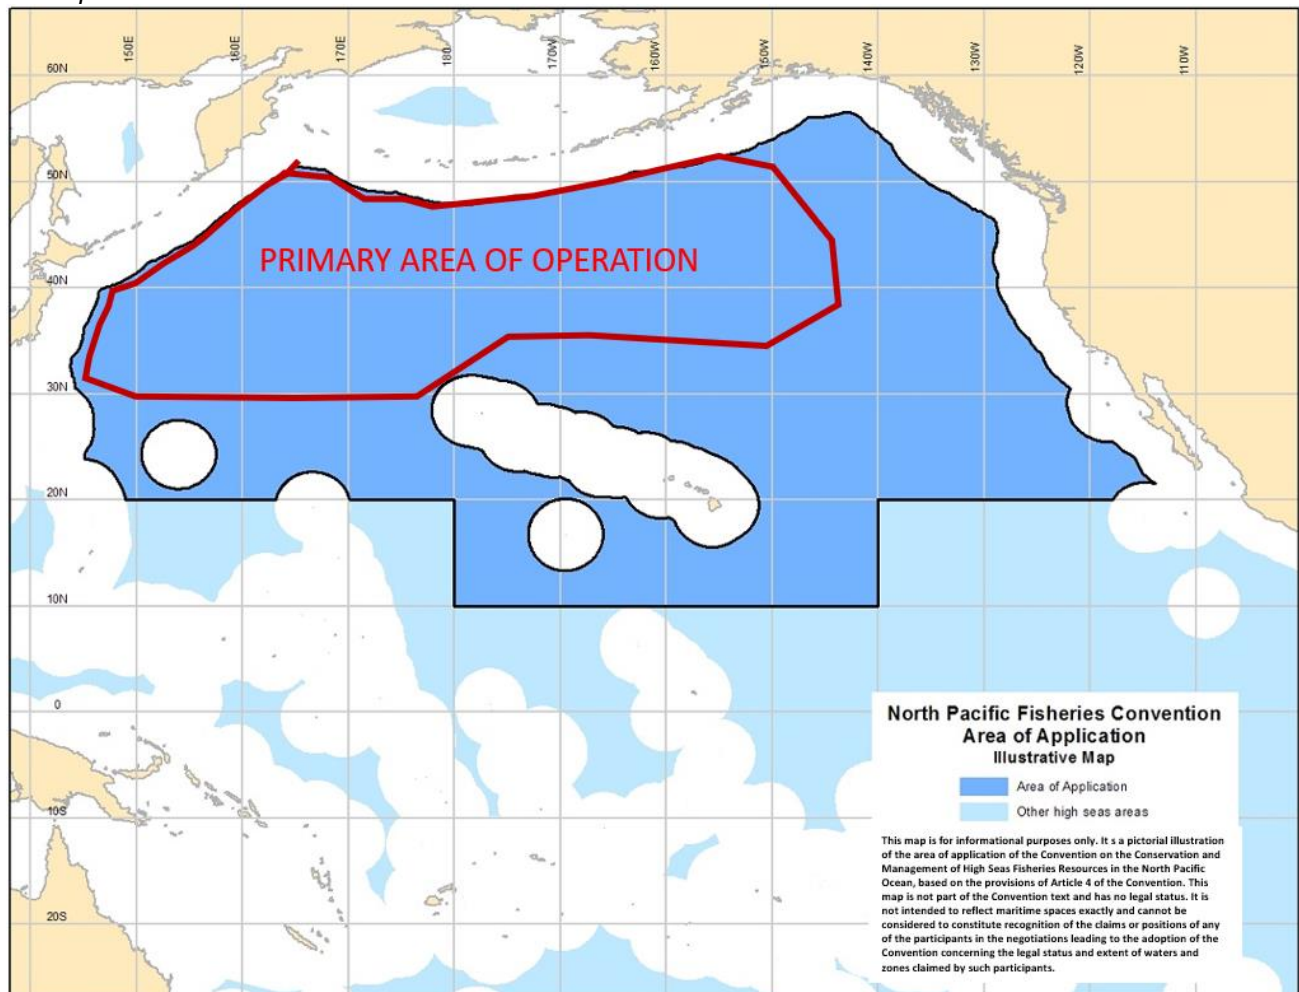 150E
160E
170E
180
170W
160W
150W
140W
130W
120W
110W
60N
50N
PRIMARY AREA OF OPERATION
40N
30N
20N
10N
0
North Pacific Fisheries Convention
Area of Application
Illustrative Map
Area of Application
Other high seas areas
10S
This map is for informational purposes only. It s a pictorial illustration
of the area of application of the Convention on the Conservation and
Management of High Seas Fisheries Resources in the North Pacific
Ocean, based on the provisions of Article 4 of the Convention. This
map is not part of the Convention text and has no legal status. It is
not intended to reflect maritime spaces exactly and cannot be
considered to constitute recognition of the claims or positions of any
of the participants in the negotiations leading to the adoption of the
Convention concerning the legal status and extent of waters and
zones claimed by such participants.
20S